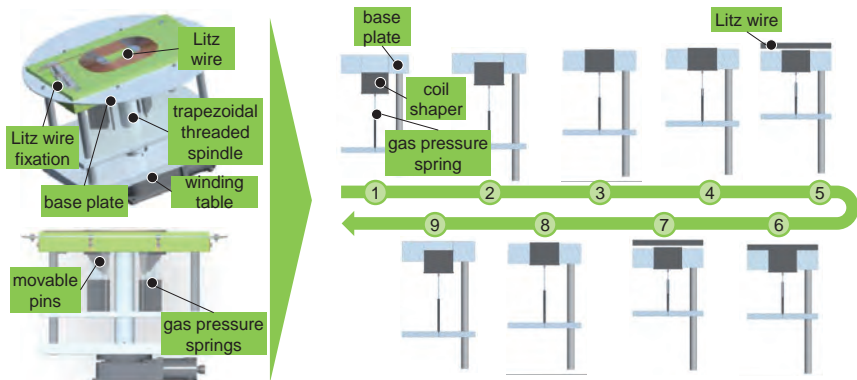 Litz
wire
trapezoidal
threaded
spindle
Litz wire
fixation
base plate
winding
table
movable
pins
gas pressure
springs
base
plate
coil
shaper
gas pressure
spring
Litz wire
1
2
3
4
5
9
8
7
6